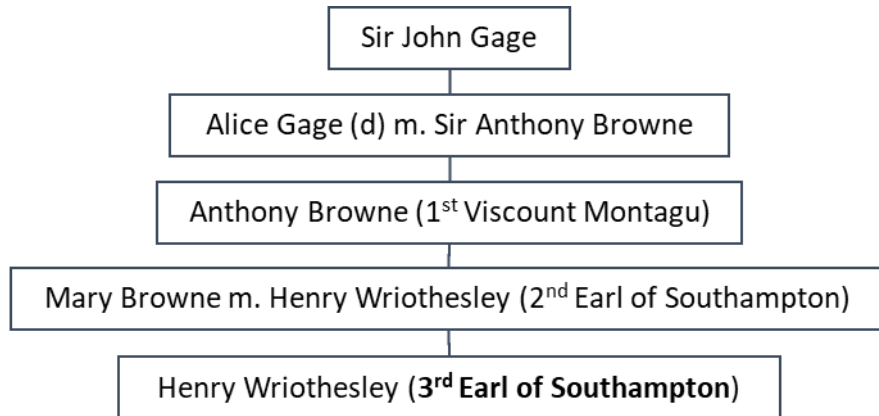 Sir John Gage
Alice Gage (d) m. Sir Anthony Browne
Anthony Browne (1st Viscount Montagu)
Mary Browne m. Henry Wriothesley (2nd Earl of Southampton)
Henry Wriothesley (3rd Earl of Southampton)